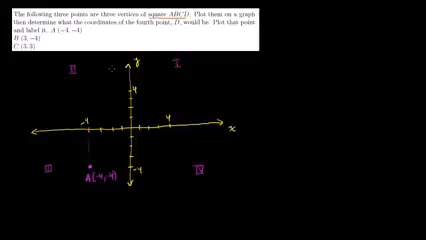 The following three points are three vertices of square ABCD. Plot them on a graph
then determine what the coordinates of the fourth point, D, would be. Plot that point
and label it. A (−4, −4)
B (3, −4)
C (3, 3)
II
y
I
4
-4
4
x
III
A(-4,-4)
-4
IV